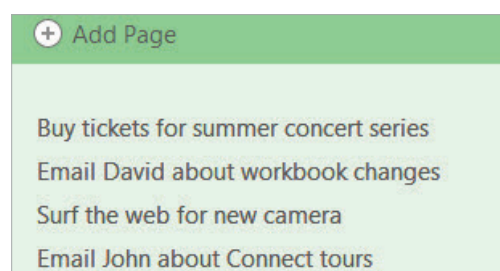 Add Page
Buy tickets for summer concert series
Email David about workbook changes
Surf the web for new camera
Email John about Connect tours